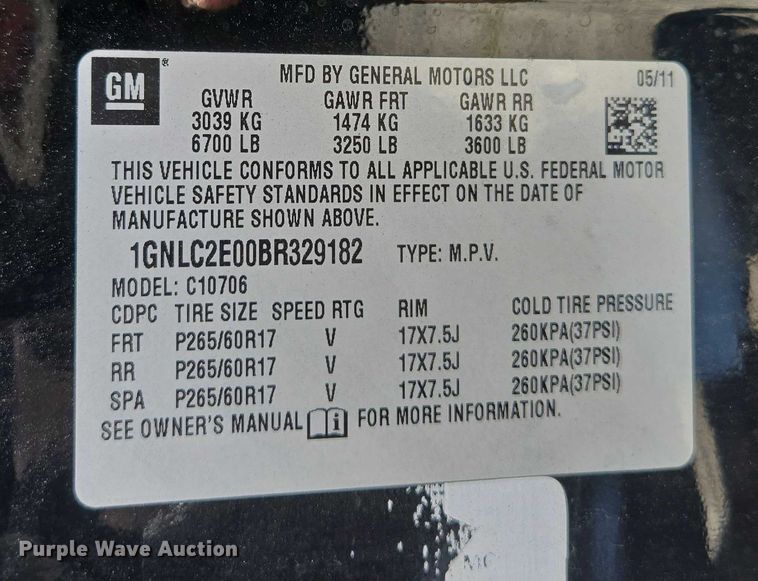 GM
MFD BY GENERAL MOTORS LLC 05/11
GVWR GAWR FRT GAWR RR
3039 KG 1474 KG 1633 KG
6700 LB 3250 LB 3600 LB
THIS VEHICLE CONFORMS TO ALL APPLICABLE U.S. FEDERAL MOTOR
VEHICLE SAFETY STANDARDS IN EFFECT ON THE DATE OF
MANUFACTURE SHOWN ABOVE.
1GNLC2E00BR329182 TYPE: M.P.V.
MODEL: C10706
CDPC TIRE SIZE SPEED RTG RIM COLD TIRE PRESSURE
FRT P265/60R17 V 17X7.5J 260KPA(37PSI)
RR P265/60R17 V 17X7.5J 260KPA(37PSI)
SPA P265/60R17 V 17X7.5J 260KPA(37PSI)
SEE OWNER'S MANUAL i FOR MORE INFORMATION.
Purple Wave Auction